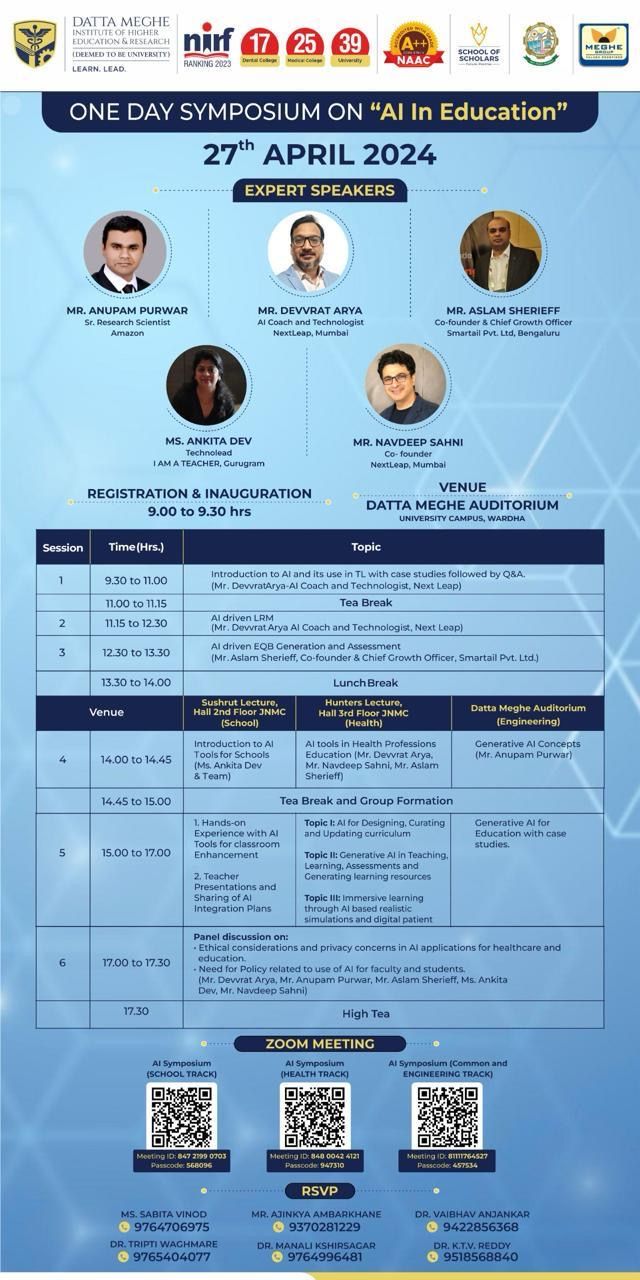 DATTA MEGHE
INSTITUTE OF HIGHER
EDUCATION & RESEARCH
(DEEMED TO BE UNIVERSITY)
LEARN. LEAD.
nirf
RANKING 2023
17
Dental College
25
Medical College
39
University
A++
NAAC
SCHOOL OF
SCHOLARS
MEGHE
GROUP
ONE DAY SYMPOSIUM ON “AI In Education”
27th APRIL 2024
EXPERT SPEAKERS
MR. ANUPAM PURWAR
Sr. Research Scientist
Amazon
MR. DEVVRAT ARYA
AI Coach and Technologist
NextLeap, Mumbai
MR. ASLAM SHERIEFF
Co-founder & Chief Growth Officer
Smartail Pvt. Ltd, Bengaluru
MS. ANKITA DEV
Technolead
I AM A TEACHER, Gurugram
MR. NAVDEEP SAHNI
Co- founder
NextLeap, Mumbai
REGISTRATION & INAUGURATION
9.00 to 9.30 hrs
VENUE
DATTA MEGHE AUDITORIUM
UNIVERSITY CAMPUS, WARDHA
Session Time(Hrs.) Topic
1 9.30 to 11.00 Introduction to AI and its use in TL with case studies followed by Q&A.
(Mr. DevvratArya-AI Coach and Technologist, Next Leap)
11.00 to 11.15 Tea Break
2 11.15 to 12.30 AI driven LRM
(Mr. Devvrat Arya AI Coach and Technologist, Next Leap)
3 12.30 to 13.30 AI driven EQB Generation and Assessment
(Mr. Aslam Sherieff, Co-founder & Chief Growth Officer, Smartail Pvt. Ltd.)
13.30 to 14.00 LunchBreak
Venue
Sushrut Lecture,
Hall 2nd Floor JNMC
(School)
Hunters Lecture,
Hall 3rd Floor JNMC
(Health)
Datta Meghe Auditorium
(Engineering)
4 14.00 to 14.45
Introduction to AI
Tools for Schools
(Ms. Ankita Dev
& Team)
AI tools in Health Professions
Education (Mr. Devvrat Arya,
Mr. Navdeep Sahni, Mr. Aslam
Sherieff)
Generative AI Concepts
(Mr. Anupam Purwar)
14.45 to 15.00 Tea Break and Group Formation
5 15.00 to 17.00
1. Hands-on
Experience with AI
Tools for classroom
Enhancement
2. Teacher
Presentations and
Sharing of AI
Integration Plans
Topic I: AI for Designing, Curating
and Updating curriculum
Topic II: Generative AI in Teaching,
Learning, Assessments and
Generating learning resources
Topic III: Immersive learning
through AI based realistic
simulations and digital patient
Generative AI for
Education with case
studies.
6 17.00 to 17.30
Panel discussion on:
• Ethical considerations and privacy concerns in AI applications for healthcare and
education.
• Need for Policy related to use of AI for faculty and students.
(Mr. Devvrat Arya, Mr. Anupam Purwar, Mr. Aslam Sherieff, Ms. Ankita
Dev, Mr. Navdeep Sahni)
17.30 High Tea
ZOOM MEETING
AI Symposium
(SCHOOL TRACK)
Meeting ID: 847 2199 0703
Passcode: 568096
AI Symposium
(HEALTH TRACK)
Meeting ID: 848 0042 4121
Passcode: 947310
AI Symposium (Common and
ENGINEERING TRACK)
Meeting ID: 81111764527
Passcode: 457534
RSVP
MS. SABITA VINOD
9764706975
MR. AJINKYA AMBARKHANE
9370281229
DR. VAIBHAV ANJANKAR
9422856368
DR. TRIPTI WAGHMARE
9765404077
DR. MANALI KSHIRSAGAR
9764996481
DR. K.T.V. REDDY
9518568840